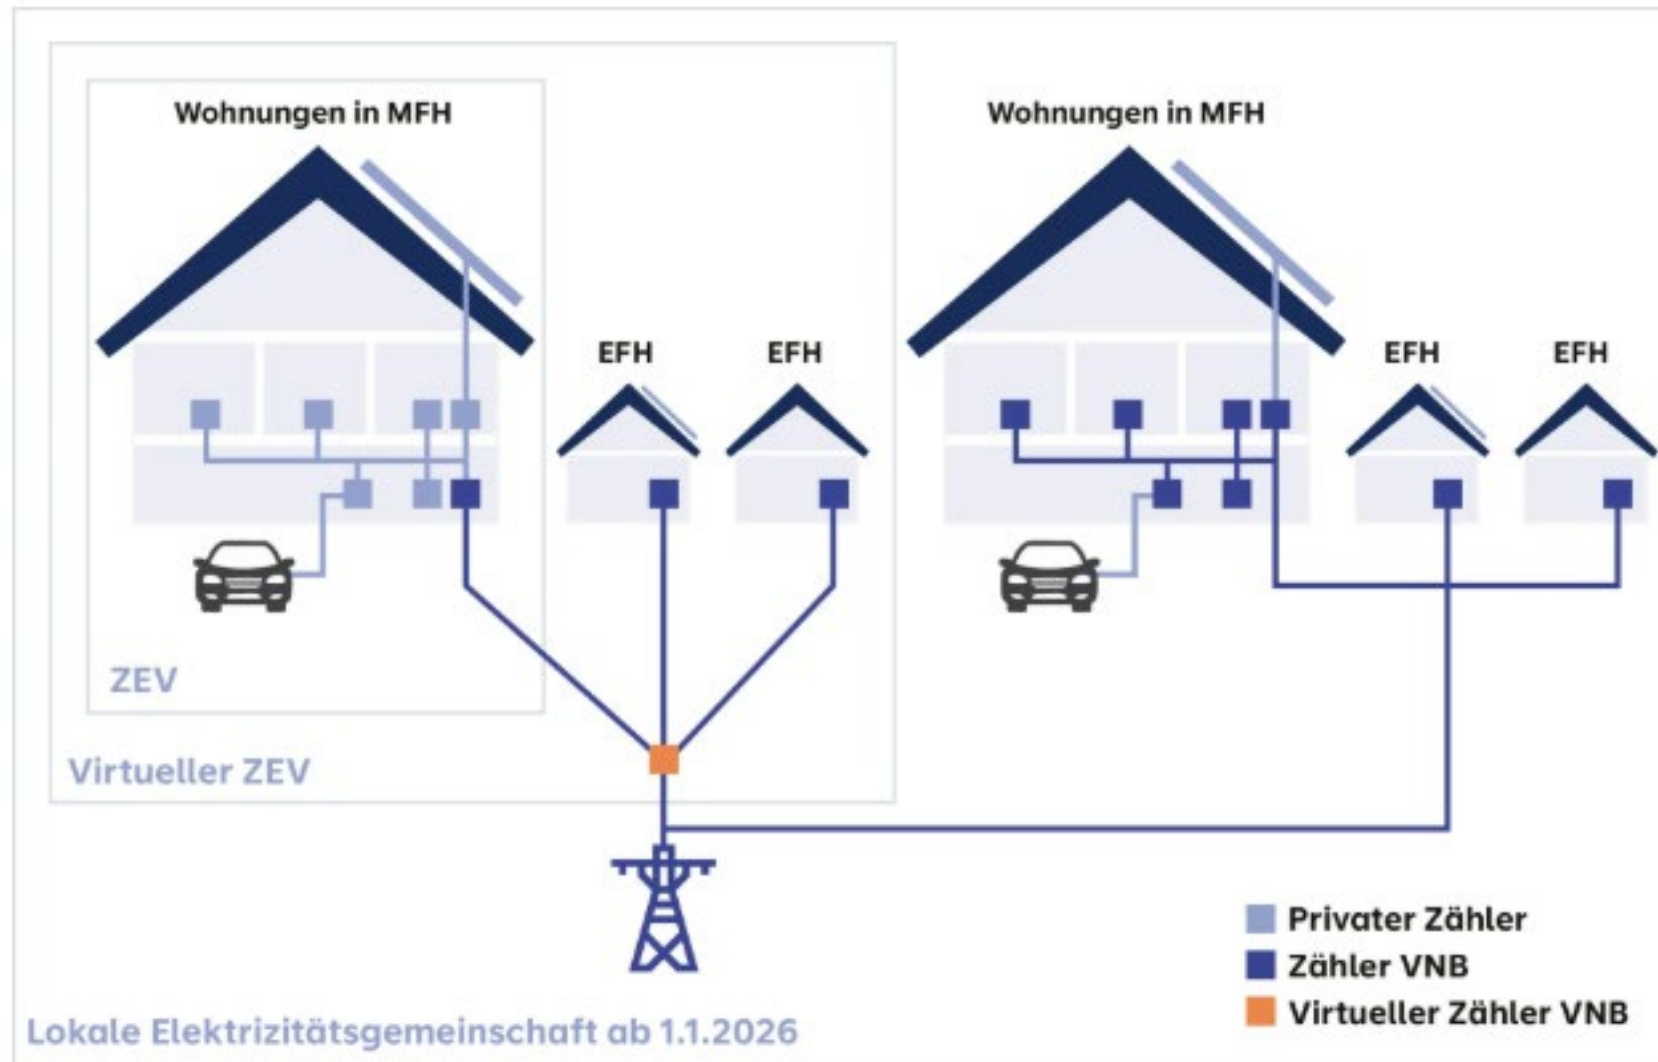 Wohnungen in MFH
Wohnungen in MFH
EFH
EFH
EFH
EFH
ZEV
Virtueller ZEV
Privater Zähler
Zähler VNB
Virtueller Zähler VNB
Lokale Elektrizitätsgemeinschaft ab 1.1.2026